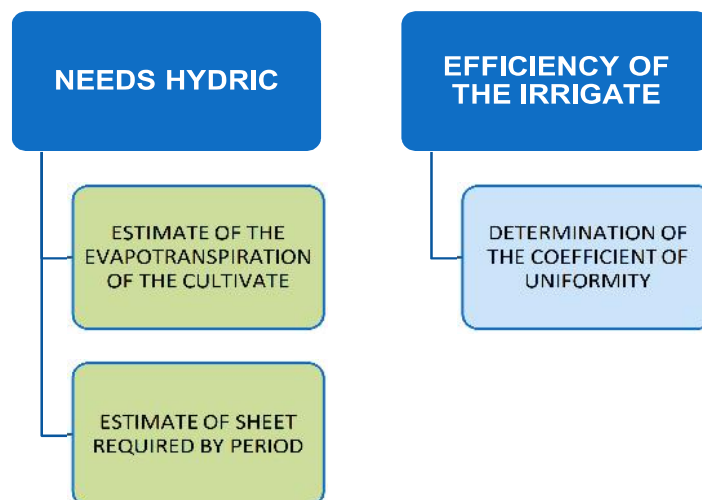 NEEDS HYDRIC
ESTIMATE OF THE
EVAPOTRANSPIRATION
OF THE CULTIVATE
ESTIMATE OF SHEET
REQUIRED BY PERIOD
EFFICIENCY OF
THE IRRIGATE
DETERMINATION OF
THE COEFFICIENT OF
UNIFORMITY